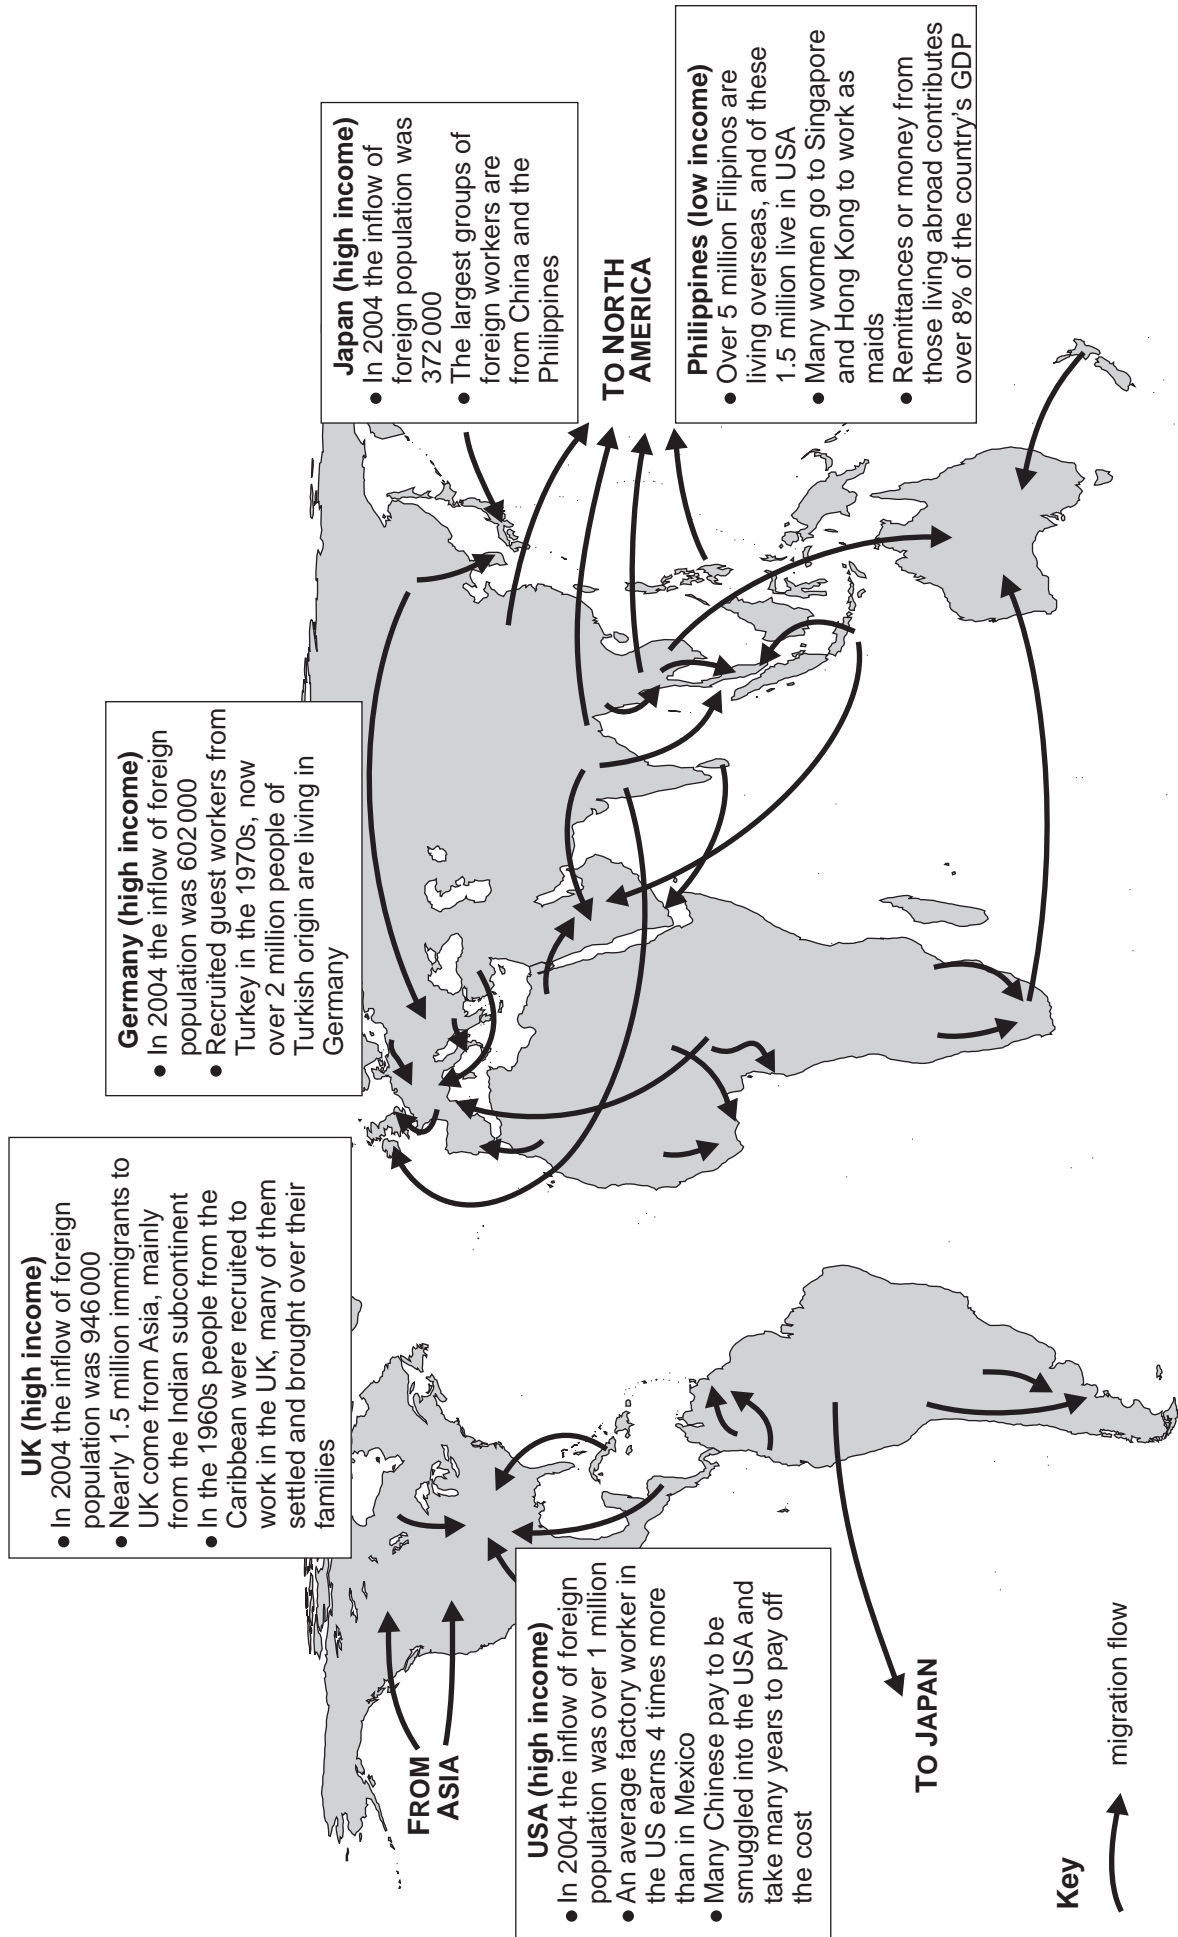 UK (high income)
● In 2004 the inflow of foreign
population was 946 000
● Nearly 1.5 million immigrants to
UK come from Asia, mainly
from the Indian subcontinent
● In the 1960s people from the
Caribbean were recruited to
work in the UK, many of them
settled and brought over their
families
Germany (high income)
● In 2004 the inflow of foreign
population was 602 000
● Recruited guest workers from
Turkey in the 1970s, now
over 2 million people of
Turkish origin are living in
Germany
Japan (high income)
● In 2004 the inflow of
foreign population was
372 000
● The largest groups of
foreign workers are
from China and the
Philippines
TO NORTH
AMERICA
Philippines (low income)
● Over 5 million Filipinos are
living overseas, and of these
1.5 million live in USA
● Many women go to Singapore
and Hong Kong to work as
maids
● Remittances or money from
those living abroad contributes
over 8% of the country's GDP
FROM
ASIA
USA (high income)
● In 2004 the inflow of foreign
population was over 1 million
● An average factory worker in
the US earns 4 times more
than in Mexico
● Many Chinese pay to be
smuggled into the USA and
take many years to pay off
the cost
TO JAPAN
Key
migration flow